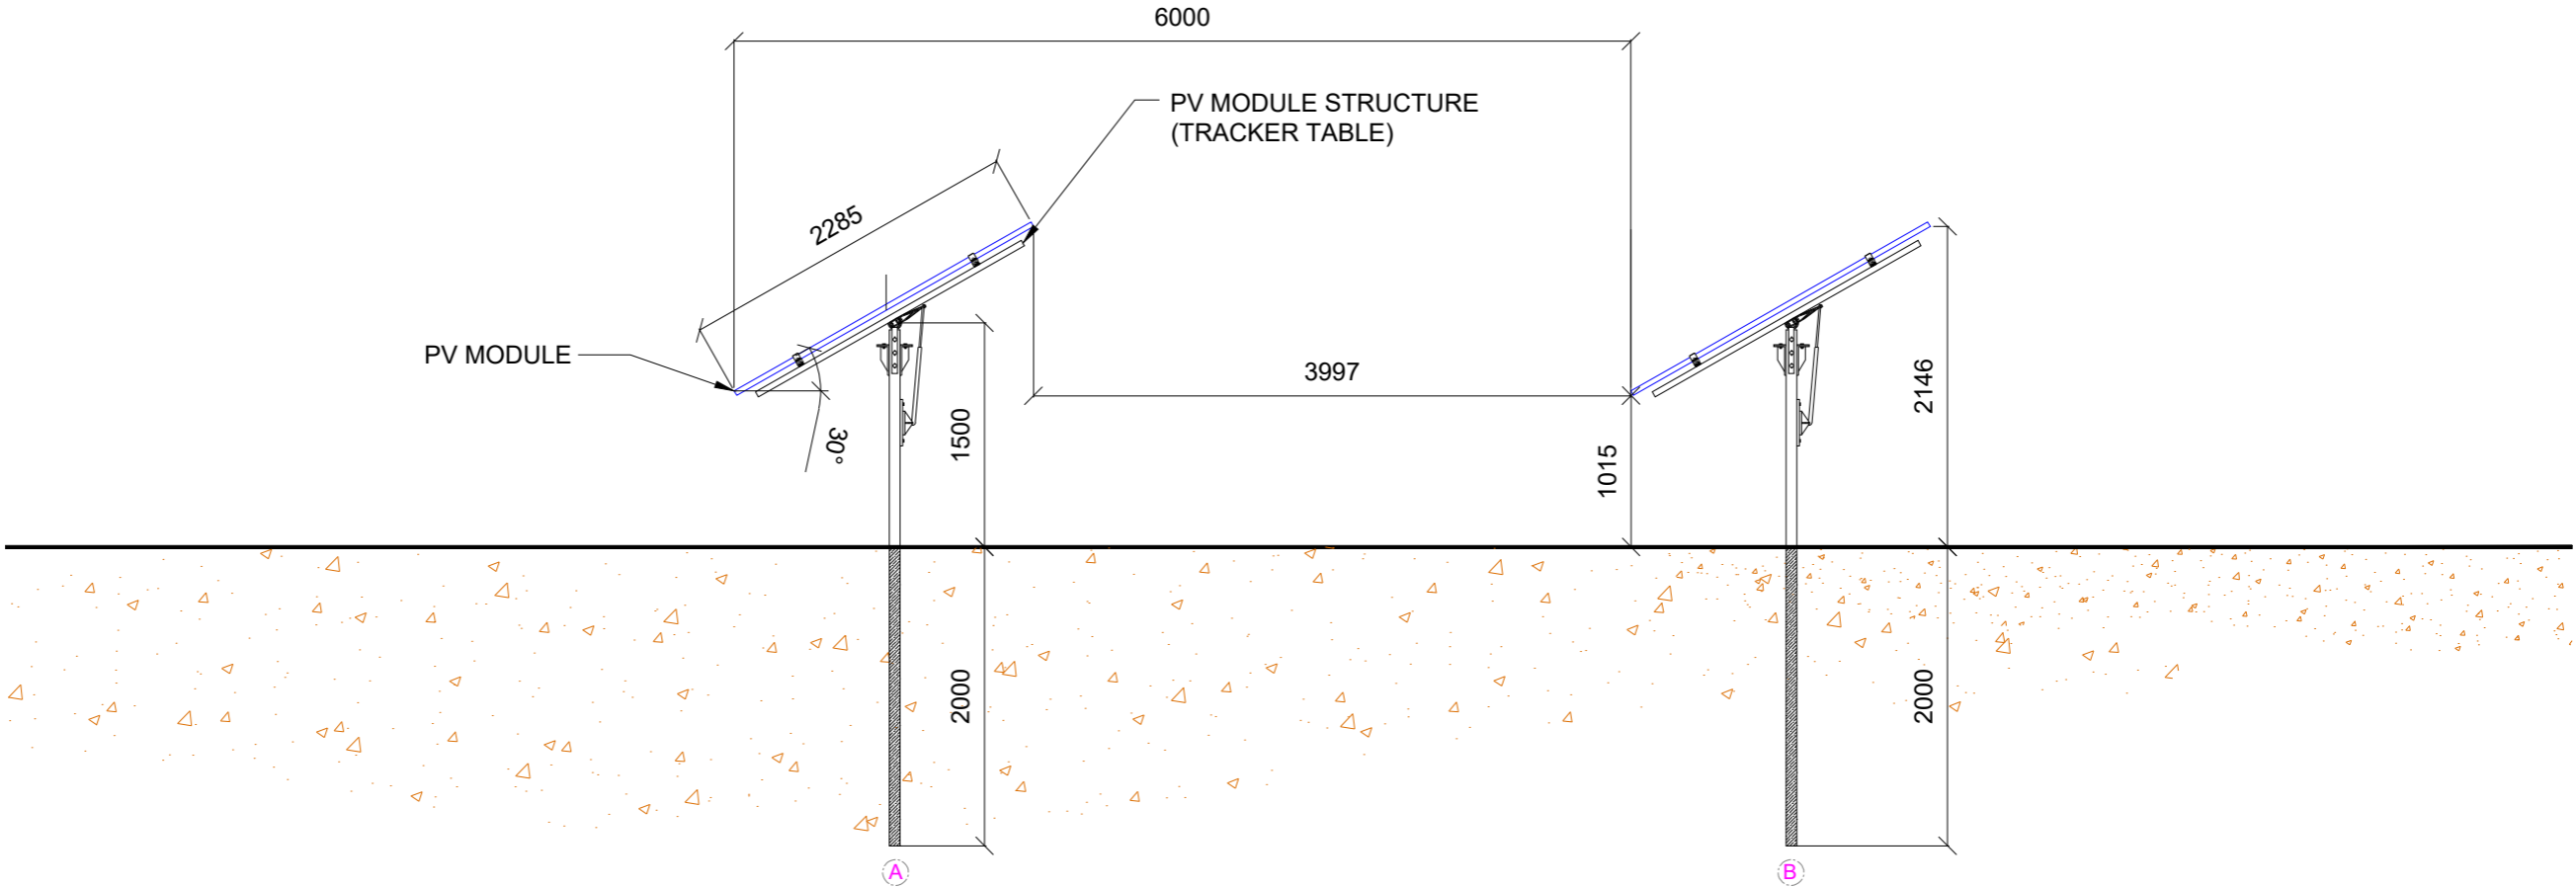 6000
PV MODULE STRUCTURE
(TRACKER TABLE)
2285
PV MODULE
30°
1500
3997
1015
2146
2000
2000
A
B